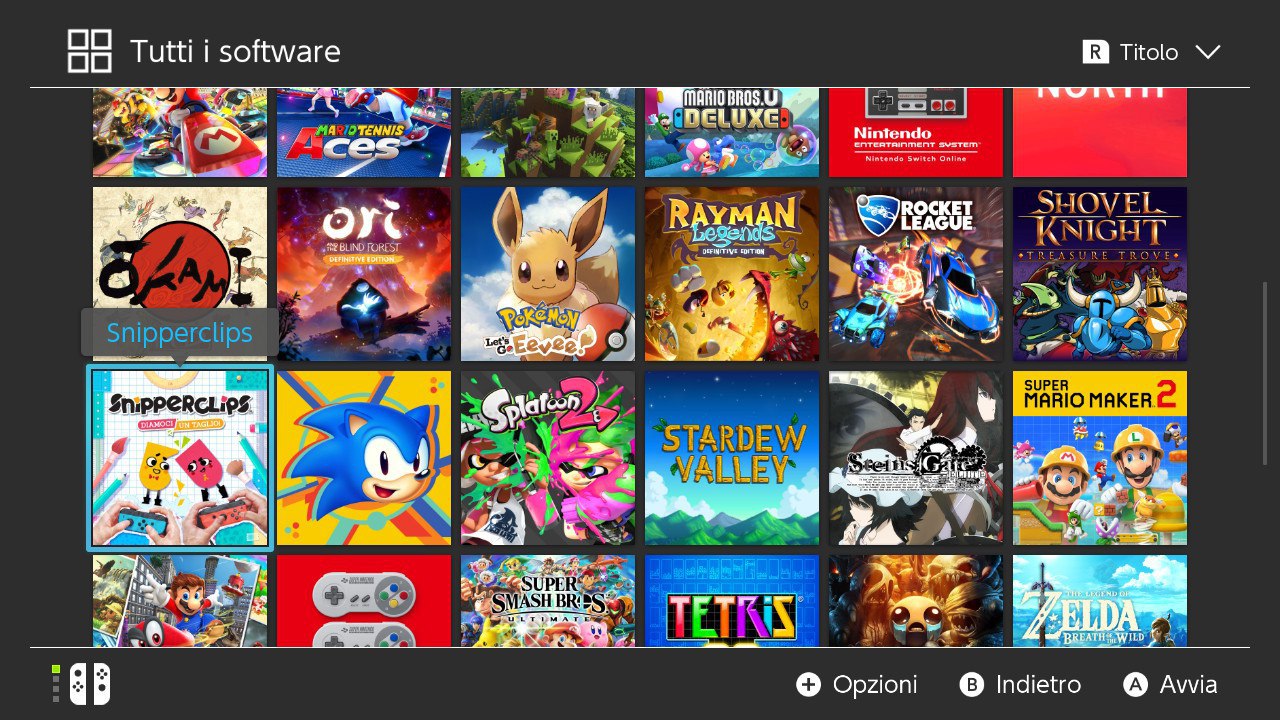 Tutti i software
R Titolo
MARIO TENNIS
ACES
MARIO BROS. U
DELUXE
Nintendo
ENTERTAINMENT SYSTEM™
Nintendo Switch Online
NORTH
OKAMI
ori
AND THE BLIND FOREST
DEFINITIVE EDITION
POKÉMON
Let's Go Eevee!
RAYMAN
Legends
DEFINITIVE EDITION
ROCKET
LEAGUE
SHOVEL
KNIGHT
TREASURE TROVE
Snipperclips
SNIPPERCLIPS
DIAMOCI UN TAGLIO!
Splatoon 2
STARDEW
VALLEY
Steins;Gate
ELITE
SUPER
MARIO MAKER 2
SUPER
SMASH BROS.
ULTIMATE
TETRIS®
THE LEGEND OF
ZELDA
BREATH OF THE WILD
+ Opzioni
B Indietro
A Avvia